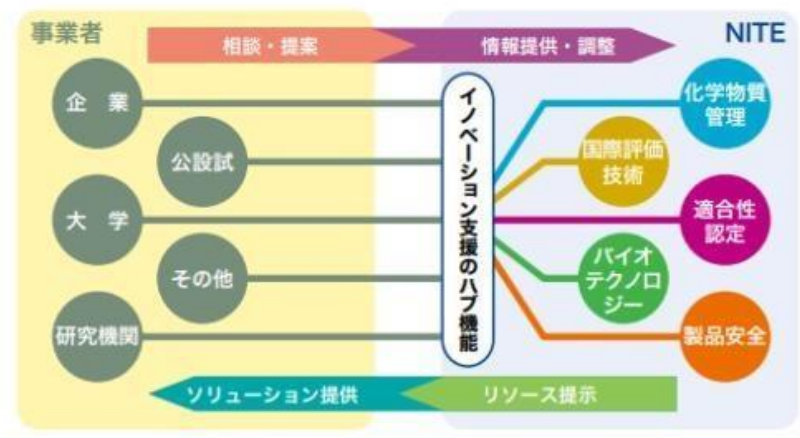 事業者
NITE
相談・提案
情報提供・調整
企　業
公設試
大　学
その他
研究機関
イノベーション支援のハブ機能
化学物質
管理
国際評価
技術
適合性
認定
バイオ
テクノロ
ジー
製品安全
ソリューション提供
リソース提示